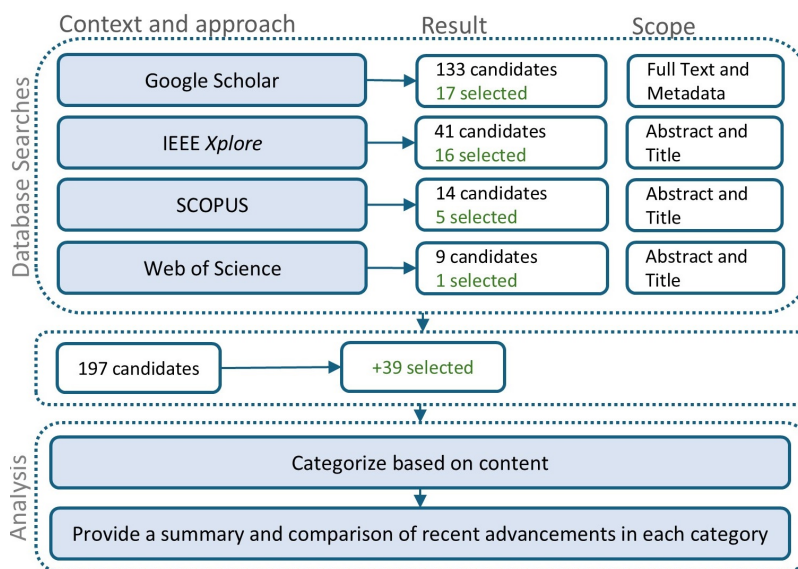 Context and approach
Result
Scope
Database Searches
Google Scholar
133 candidates
17 selected
Full Text and
Metadata
IEEE Xplore
41 candidates
16 selected
Abstract and
Title
SCOPUS
14 candidates
5 selected
Abstract and
Title
Web of Science
9 candidates
1 selected
Abstract and
Title
197 candidates
+39 selected
Analysis
Categorize based on content
Provide a summary and comparison of recent advancements in each category